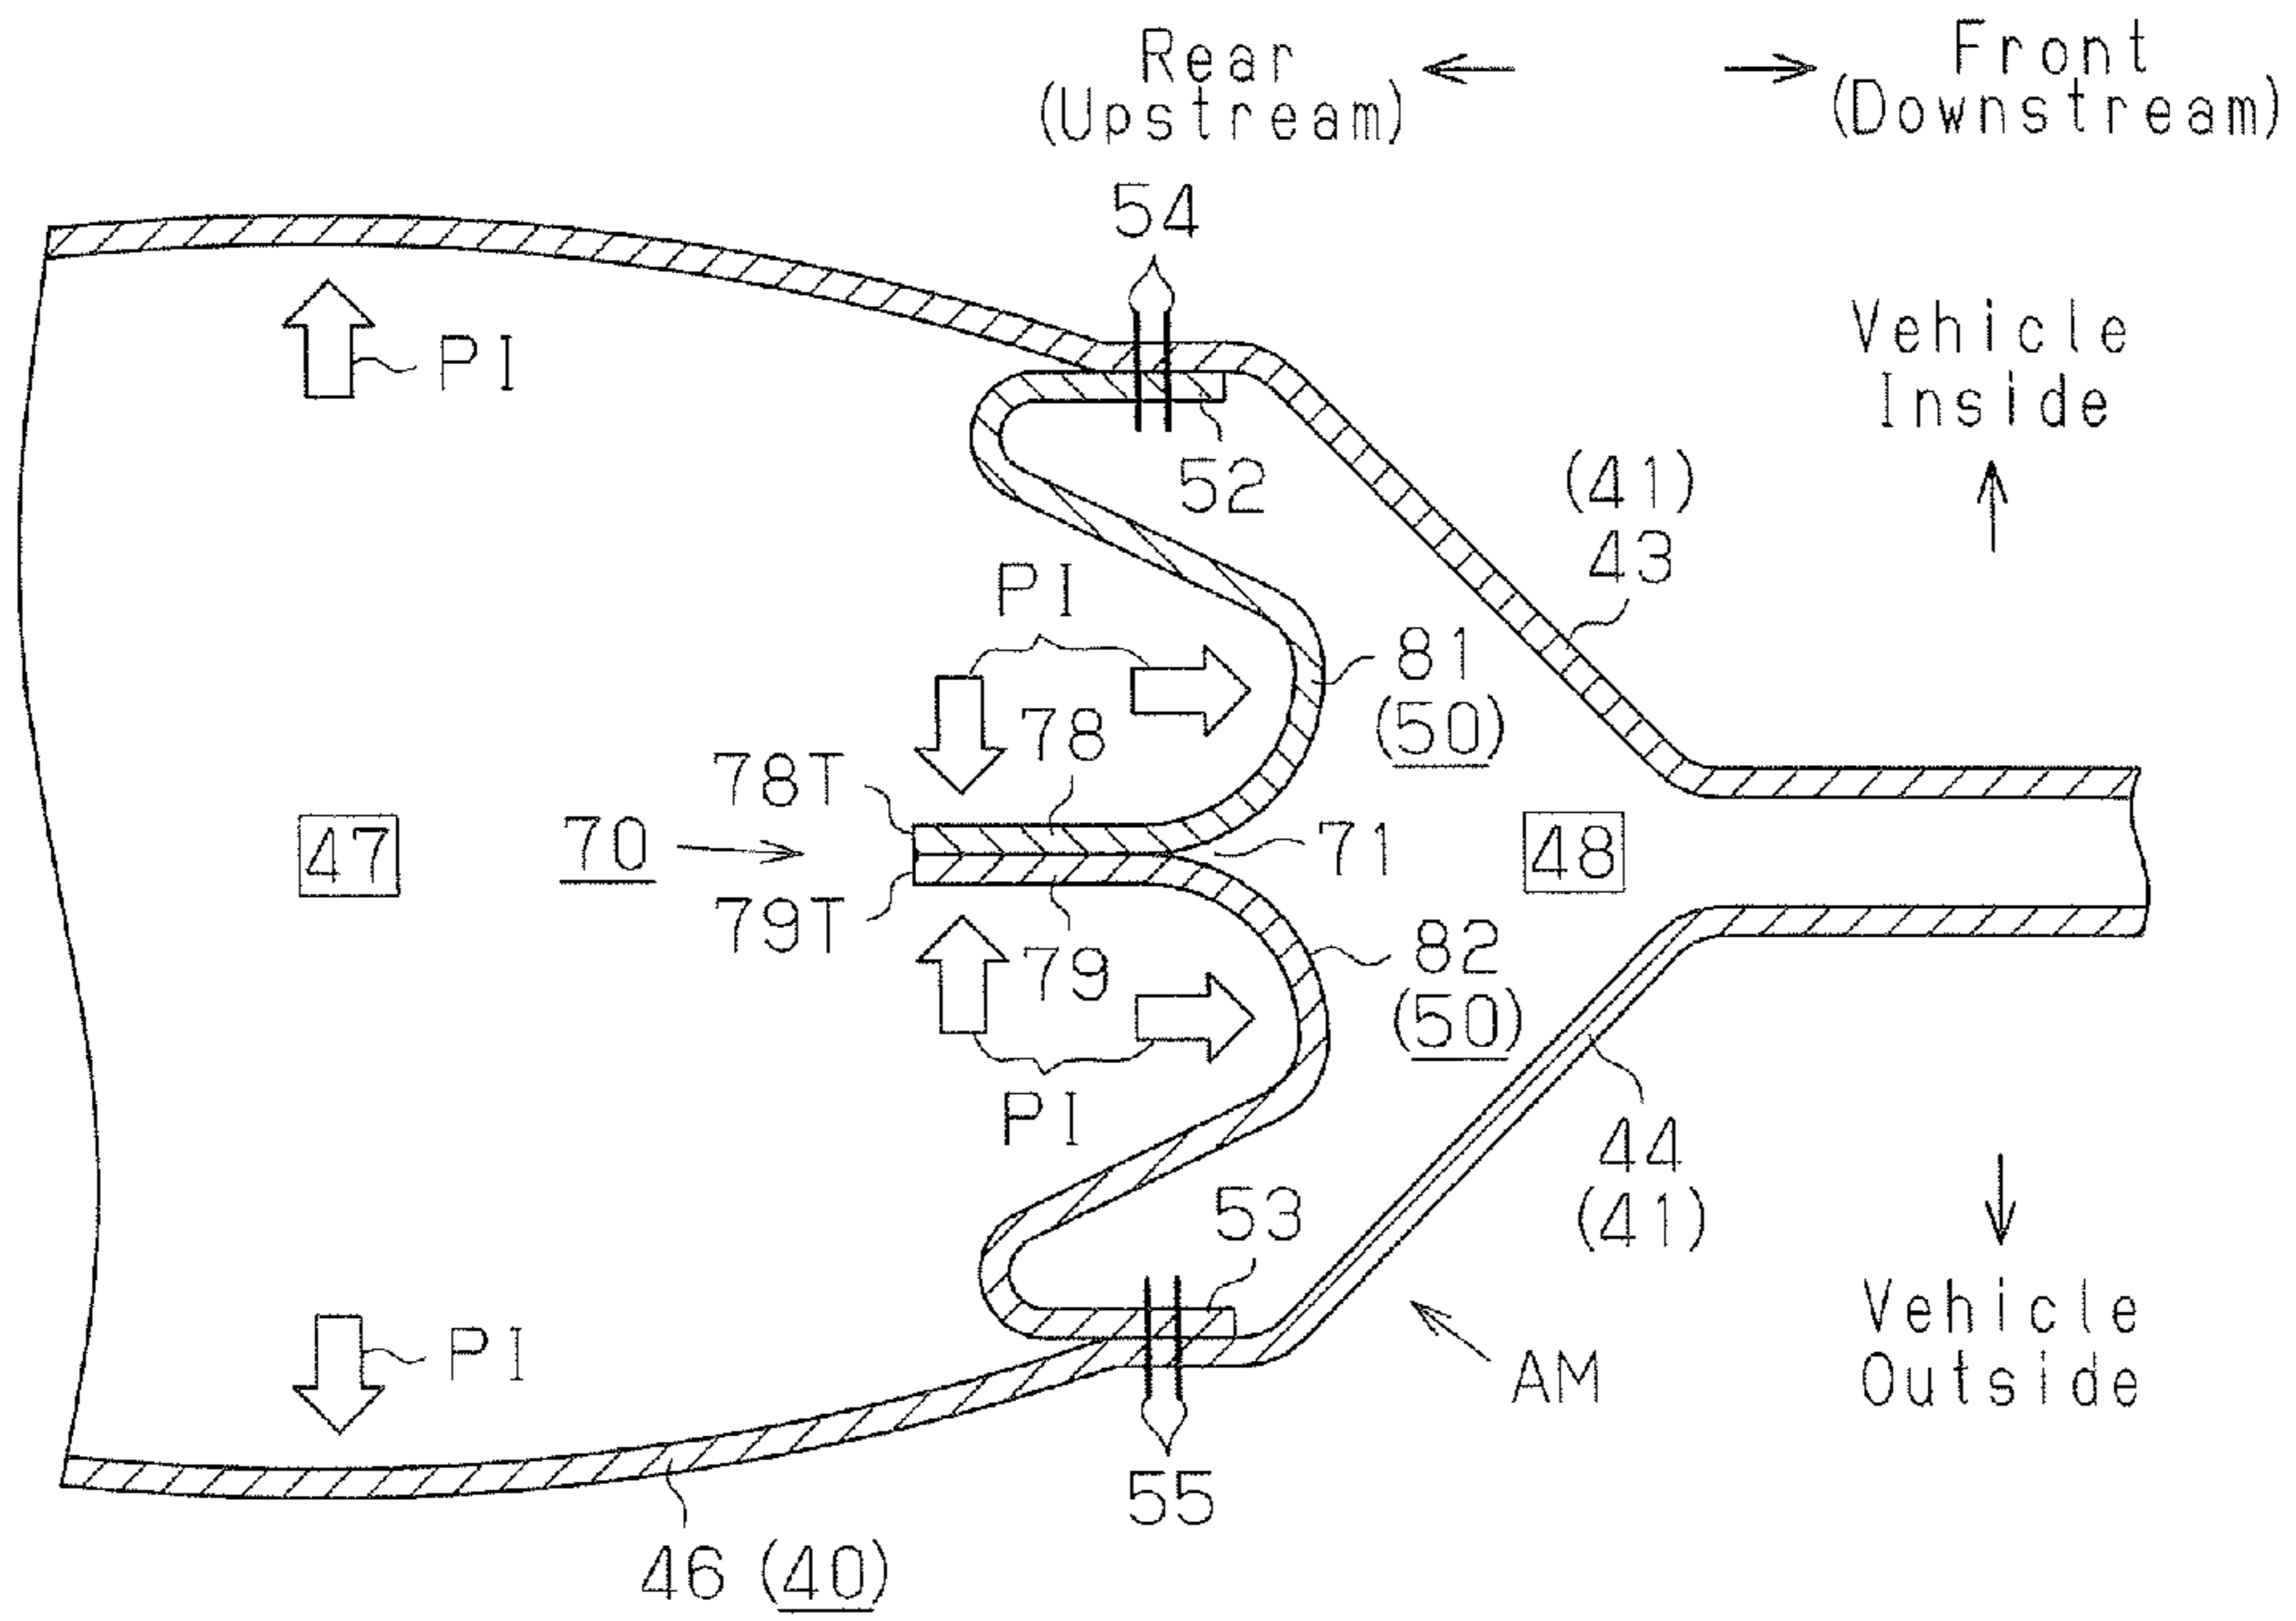 Rear
(Upstream)
Front
(Downstream)
54
PI
Vehicle
Inside
52
(41)
43
PI
81
(50)
78
78T
47
70
71
48
79T
79
82
(50)
PI
44
(41)
53
PI
Vehicle
Outside
AM
55
46 (40)